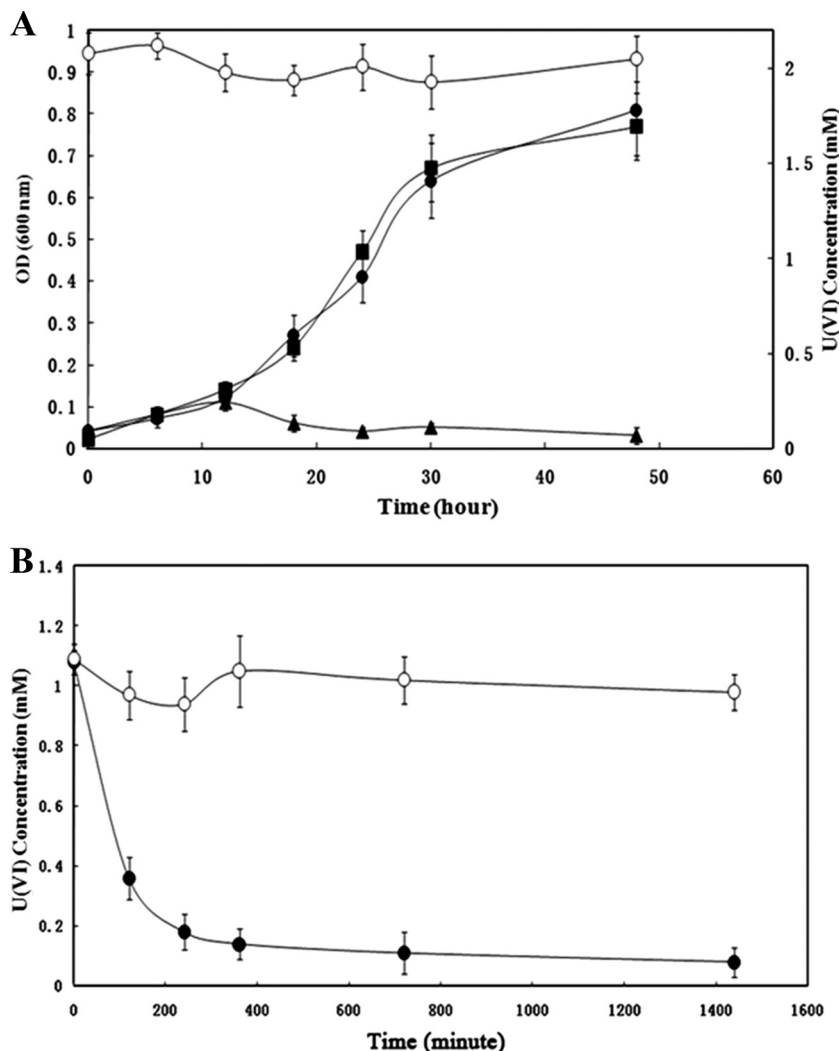 A
1
0.9
0.8
0.7
0.6
0.5
0.4
0.3
0.2
0.1
0
OD (600 nm)
2
1.5
1
0.5
0
U(VI) Concentration (mM)
0 10 20 30 40 50 60
Time (hour)
B
1.4
1.2
1
0.8
0.6
0.4
0.2
0
U(VI) Concentration (mM)
0 200 400 600 800 1000 1200 1400 1600
Time (minute)